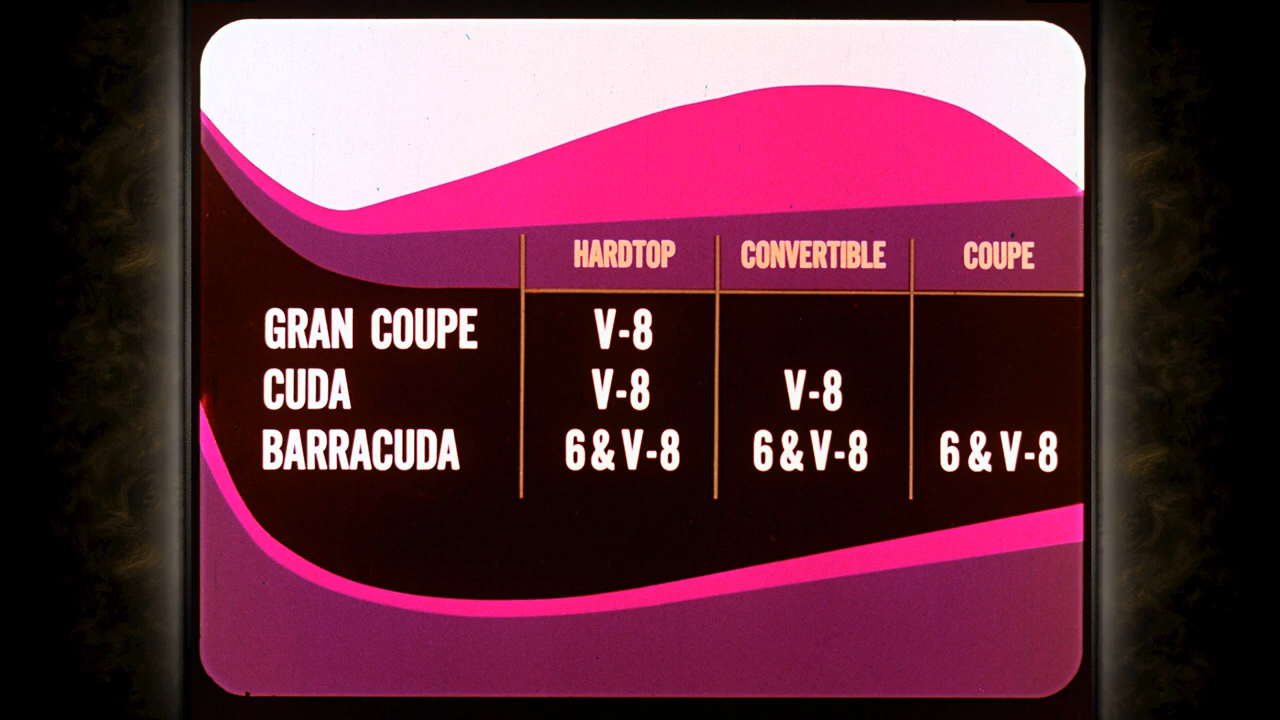 HARDTOP CONVERTIBLE COUPE
GRAN COUPE V-8
CUDA V-8 V-8
BARRACUDA 6&V-8 6&V-8 6&V-8